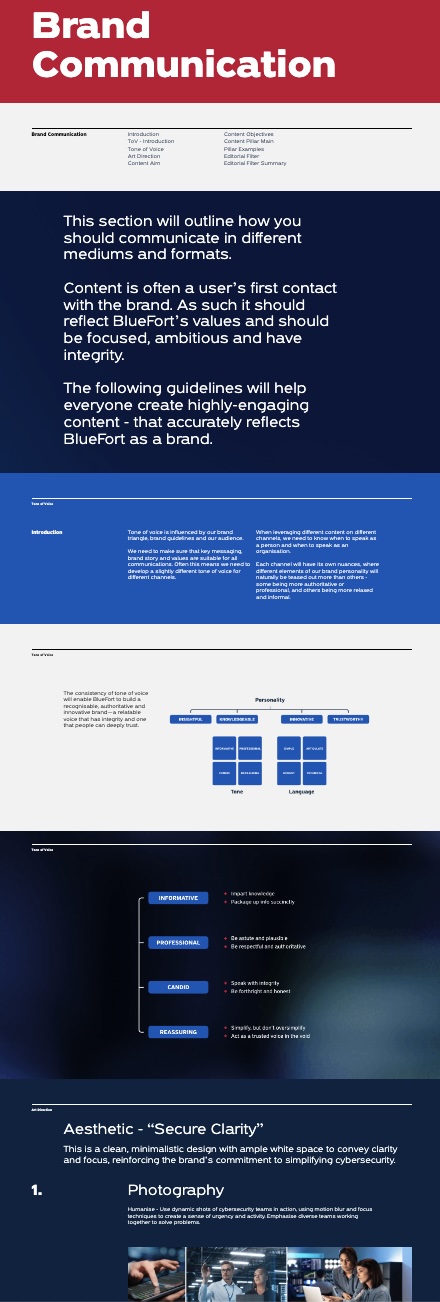 Brand
Communication
Brand Communication
Introduction
ToV - Introduction
Tone of Voice
Art Direction
Content Aim
Content Objectives
Content Pillar Main
Pillar Examples
Editorial Filter
Editorial Filter Summary
This section will outline how you
should communicate in different
mediums and formats.
Content is often a user's first contact
with the brand. As such it should
reflect BlueFort's values and should
be focused, ambitious and have
integrity.
The following guidelines will help
everyone create highly-engaging
content - that accurately reflects
BlueFort as a brand.
Tone of Voice
Introduction
Tone of voice is influenced by our brand
triangle, brand guidelines and our audience.
We need to make sure that key messaging,
brand story and values are suitable for all
communications. Often this means we need to
develop a slightly different tone of voice for
different channels.
When leveraging different content on different
channels, we need to know when to speak as
a person and when to speak as an
organisation.
Each channel will have its own nuances, where
different elements of our brand personality will
naturally be teased out more than others -
some being more authoritative or
professional, and others being more relaxed
and informal.
Tone of Voice
The consistency of tone of voice
will enable BlueFort to build a
recognisable, authoritative and
innovative brand—a relatable
voice that has integrity and one
that people can deeply trust.
Personality
INSIGHTFUL
KNOWLEDGEABLE
INNOVATIVE
TRUSTWORTHY
INFORMATIVE
PROFESSIONAL
SIMPLE
ARTICULATE
CANDID
REASSURING
Tone
Language
Tone of Voice
INFORMATIVE
Impart knowledge
Package up info succinctly
PROFESSIONAL
Be astute and plausible
Be respectful and authoritative
CANDID
Speak with integrity
Be forthright and honest
REASSURING
Simplify, but don't oversimplify
Act as a trusted voice in the void
Art Direction
Aesthetic - “Secure Clarity”
This is a clean, minimalistic design with ample white space to convey clarity
and focus, reinforcing the brand's commitment to simplifying cybersecurity.
1.
Photography
Humanise - Use dynamic shots of cybersecurity teams in action, using motion blur and focus
techniques to create a sense of urgency and activity. Emphasise diverse teams working
together to solve problems.